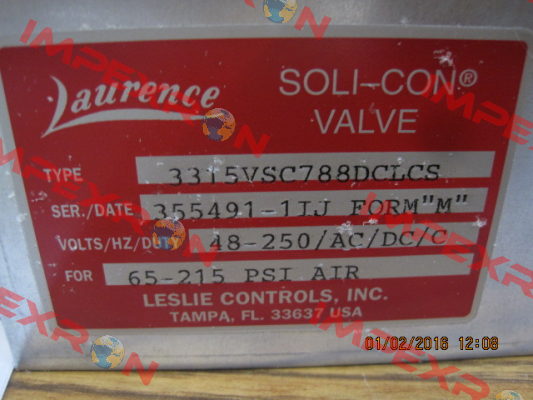 Laurence
SOLI-CON® VALVE
TYPE 3315VSC788DCLCS
SER./DATE 355491-1IJ FORM"M"
VOLTS/HZ/DUTY 48-250/AC/DC/C
FOR 65-215 PSI AIR
LESLIE CONTROLS, INC.
TAMPA, FL. 33637 USA
01/02/2016 12:08
IMPEXRON